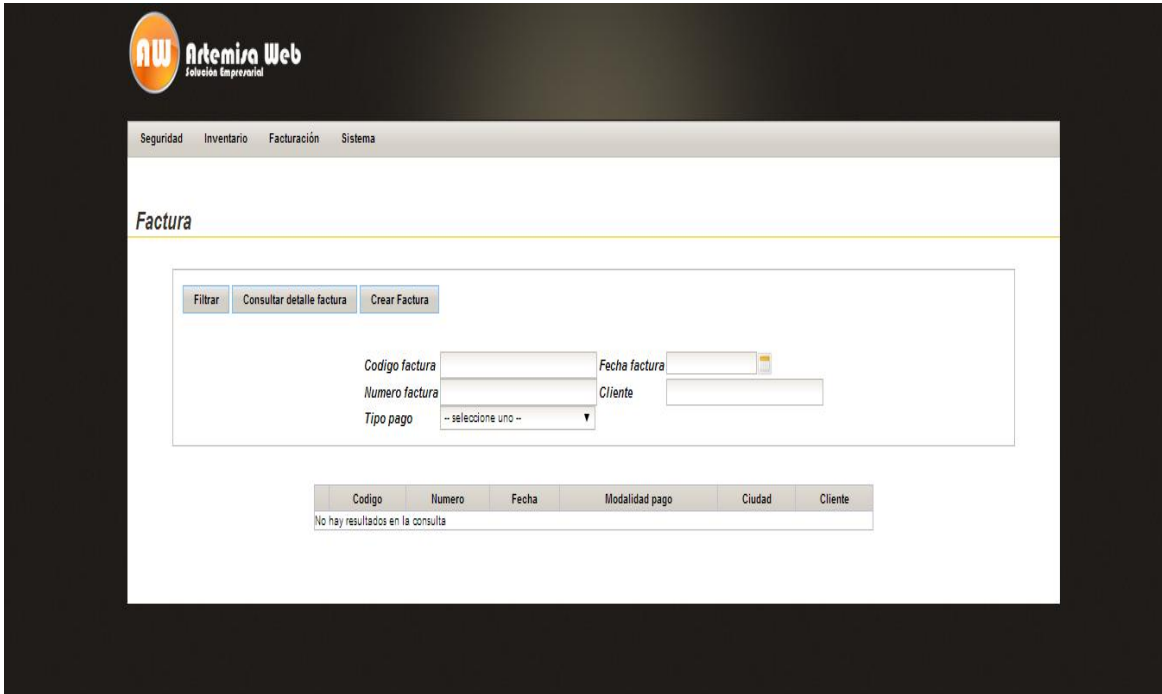 AW Artemisa Web
Solución Empresarial
Seguridad Inventario Facturación Sistema
Factura
Filtrar Consultar detalle factura Crear Factura
Codigo factura Fecha factura
Numero factura Cliente
Tipo pago -- seleccione uno --
Codigo Numero Fecha Modalidad pago Ciudad Cliente
No hay resultados en la consulta